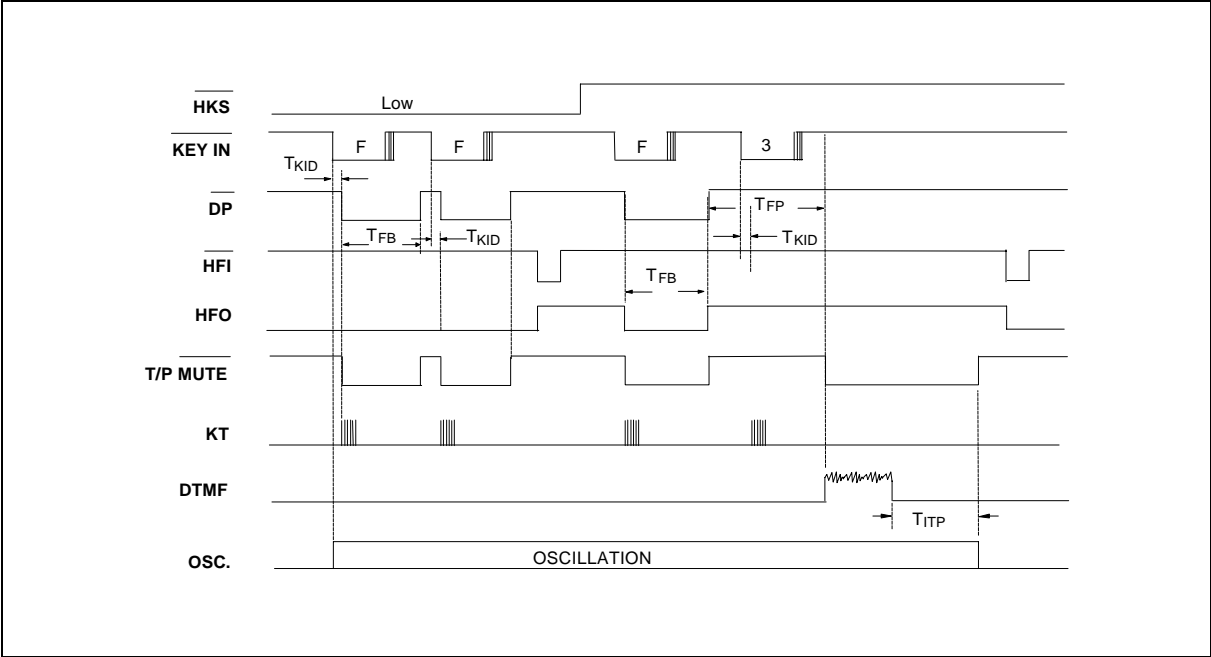 HKS
Low
KEY IN
F
F
F
3
TKID
DP
TFB
TKID
TFP
TKID
HFI
TFB
HFO
T/P MUTE
KT
DTMF
TITP
OSC.
OSCILLATION